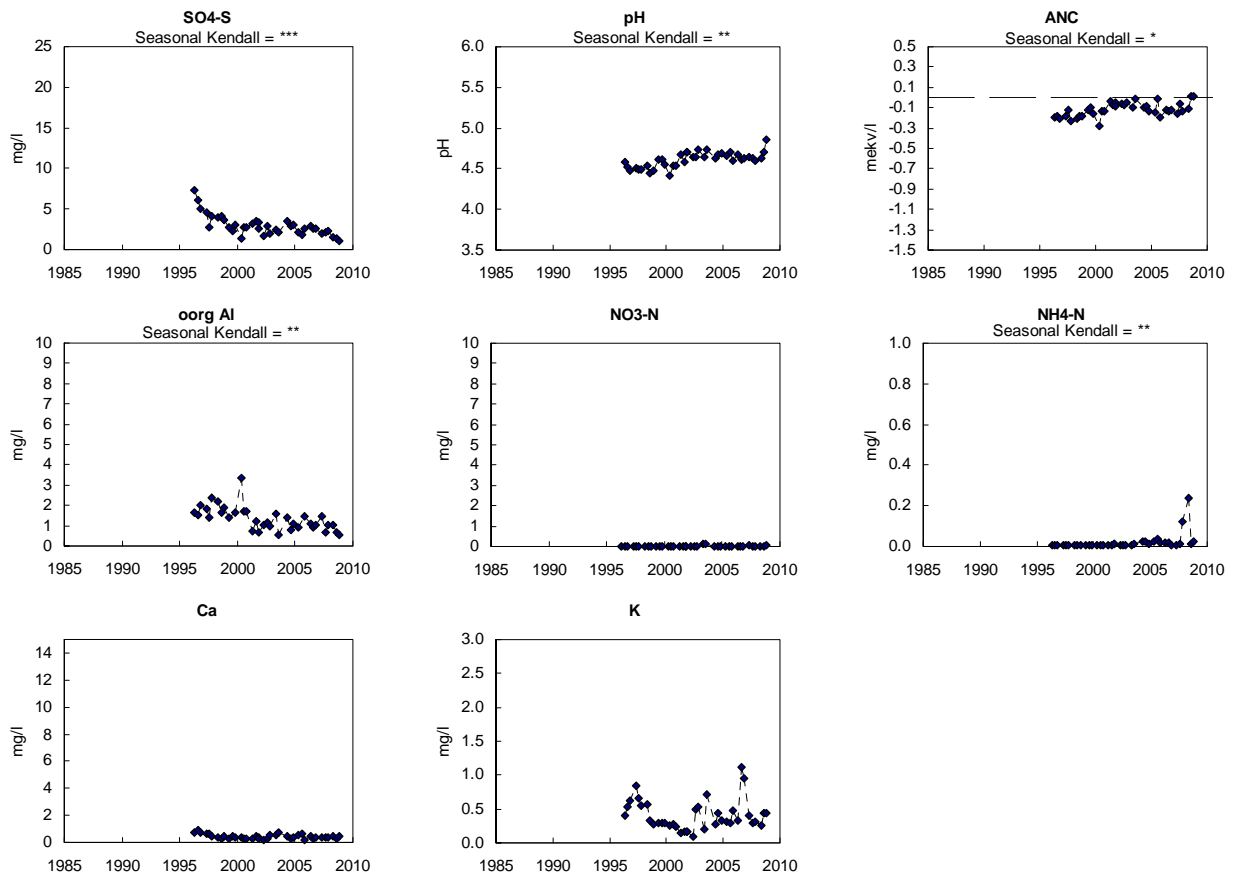 SO4-S
Seasonal Kendall = ***
25
20
15
10
5
0
mg/l
1985 1990 1995 2000 2005 2010
pH
Seasonal Kendall = **
6.0
5.5
5.0
4.5
4.0
3.5
pH
1985 1990 1995 2000 2005 2010
ANC
Seasonal Kendall = *
0.5
0.3
0.1
-0.1
-0.3
-0.5
-0.7
-0.9
-1.1
-1.3
-1.5
mekv/l
1985 1990 1995 2000 2005 2010
oorg Al
Seasonal Kendall = **
10
9
8
7
6
5
4
3
2
1
0
mg/l
1985 1990 1995 2000 2005 2010
NO3-N
10
9
8
7
6
5
4
3
2
1
0
mg/l
1985 1990 1995 2000 2005 2010
NH4-N
Seasonal Kendall = **
1.0
0.8
0.6
0.4
0.2
0.0
mg/l
1985 1990 1995 2000 2005 2010
Ca
14
12
10
8
6
4
2
0
mg/l
1985 1990 1995 2000 2005 2010
K
3.0
2.5
2.0
1.5
1.0
0.5
0.0
mg/l
1985 1990 1995 2000 2005 2010